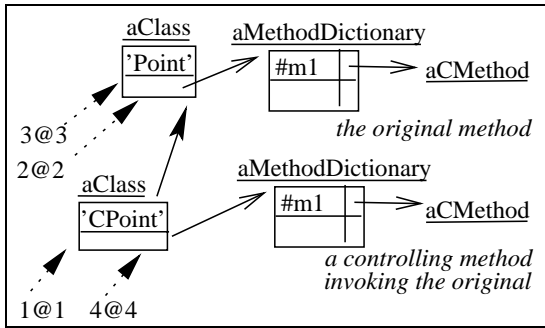 aClass
aMethodDictionary
'Point'
#m1
aCMethod
3@3
the original method
2@2
aClass
aMethodDictionary
'CPoint'
#m1
aCMethod
a controlling method
invoking the original
1@1
4@4